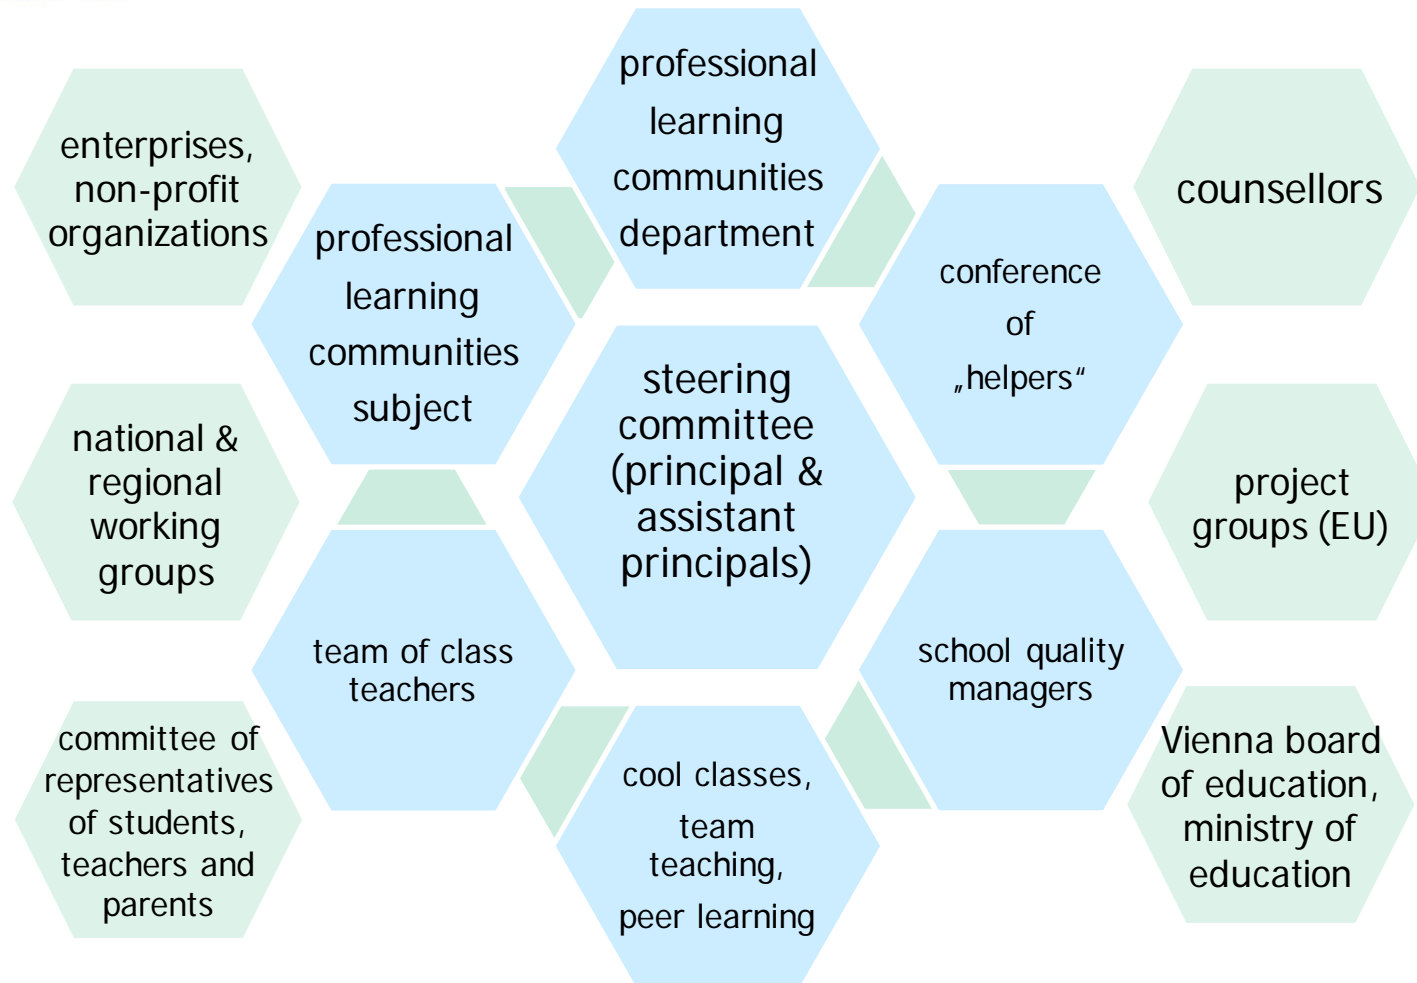 professional
learning
communities
department
enterprises,
non-profit
organizations
counsellors
professional
learning
communities
subject
conference
of
„helpers“
steering
committee
(principal &
assistant
principals)
national &
regional
working
groups
project
groups (EU)
team of class
teachers
school quality
managers
committee of
representatives
of students,
teachers and
parents
cool classes,
team
teaching,
peer learning
Vienna board
of education,
ministry of
education